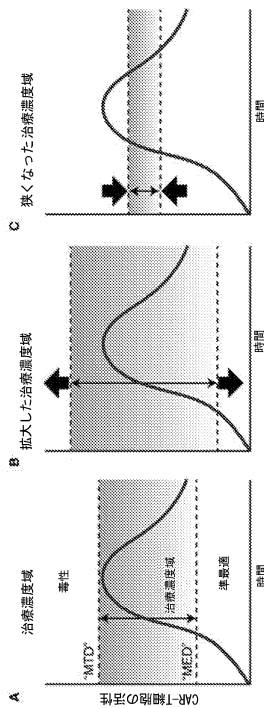 A
治療濃度域
毒性
"MTD"
治療濃度域
"MED"
準最適
CAR-T細胞の活性
時間
B
拡大した治療濃度域
時間
C
狭くなった治療濃度域
時間